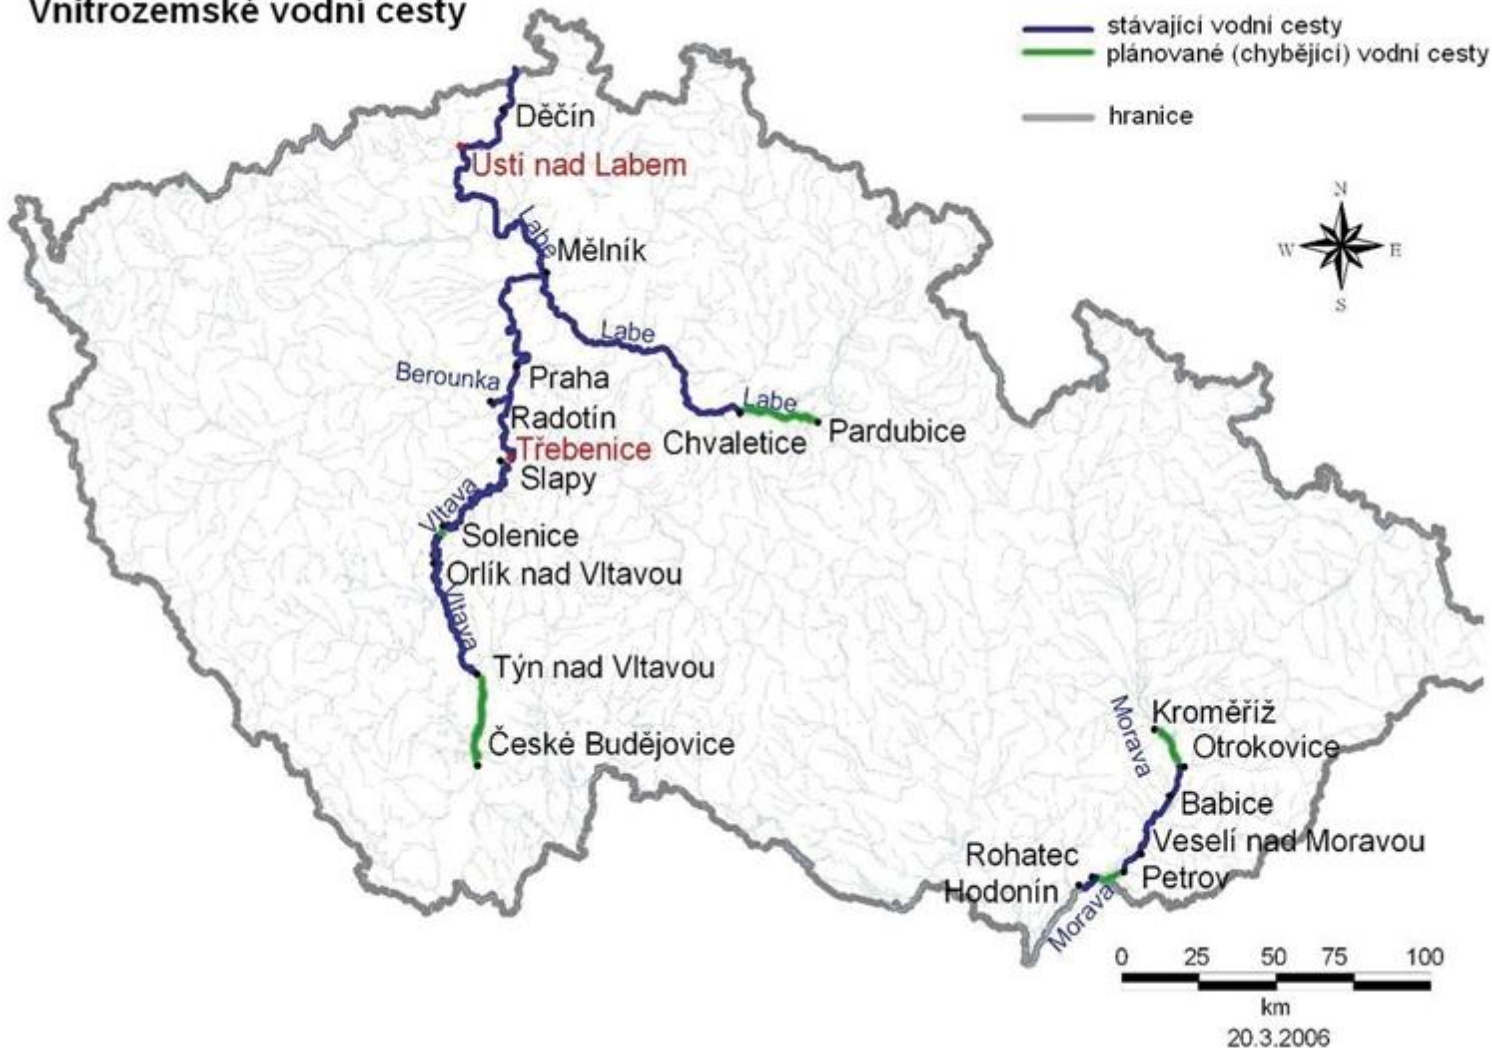 Vnitrozemské vodní cesty
stávající vodní cesty
plánované (chybějící) vodní cesty
hranice
N
W
E
S
Děčín
Usti nad Labem
Labe
Mělník
Labe
Berounka
Praha
Radotín
Labe
Pardubice
Chvaletice
Třebenice
Slapy
Vltava
Solenice
Orlík nad Vltavou
Vltava
Týn nad Vltavou
České Budějovice
Morava
Kroměříž
Otrokovice
Babice
Veselí nad Moravou
Rohatec
Petrov
Hodonín
Morava
0 25 50 75 100
km
20.3.2006